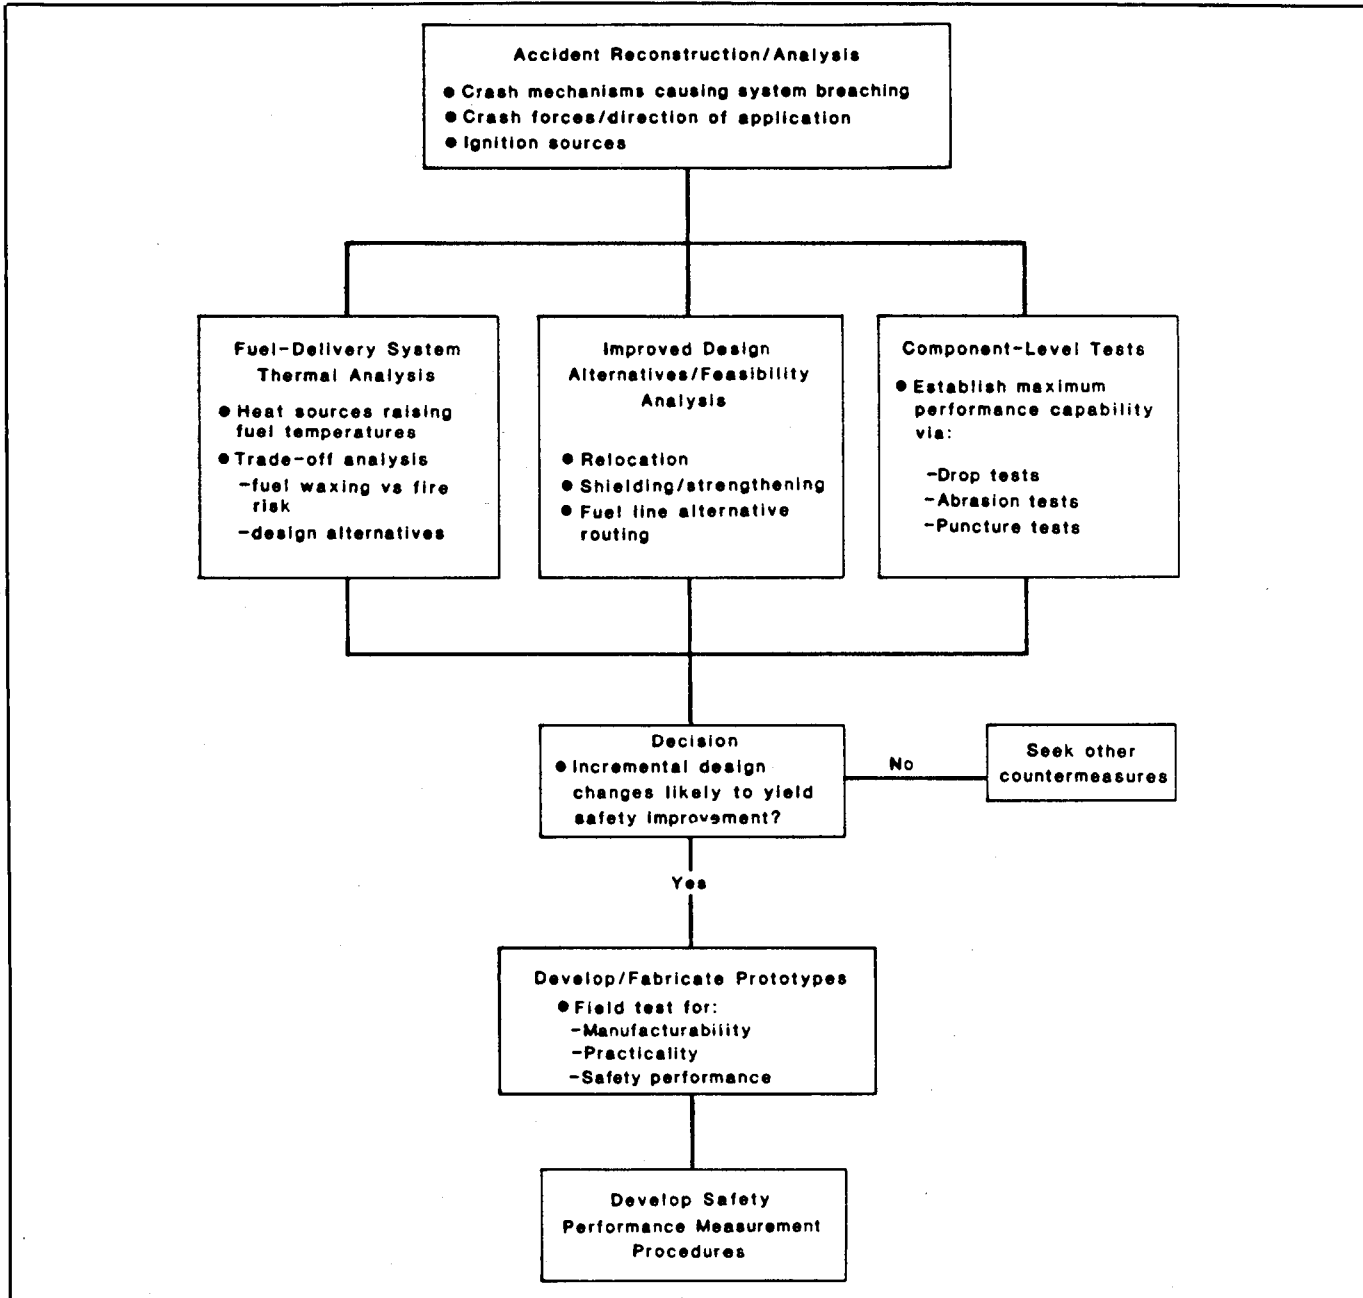 Accident Reconstruction/Analysis
● Crash mechanisms causing system breaching
● Crash forces/direction of application
● Ignition sources
Fuel-Delivery System
Thermal Analysis
● Heat sources raising
fuel temperatures
● Trade-off analysis
-fuel waxing vs fire
risk
-design alternatives
Improved Design
Alternatives/Feasibility
Analysis
● Relocation
● Shielding/strengthening
● Fuel line alternative
routing
Component-Level Tests
● Establish maximum
performance capability
via:
-Drop tests
-Abrasion tests
-Puncture tests
Decision
● Incremental design
changes likely to yield
safety improvement?
No
Seek other
countermeasures
Yes
Develop/Fabricate Prototypes
● Field test for:
-Manufacturability
-Practicality
-Safety performance
Develop Safety
Performance Measurement
Procedures